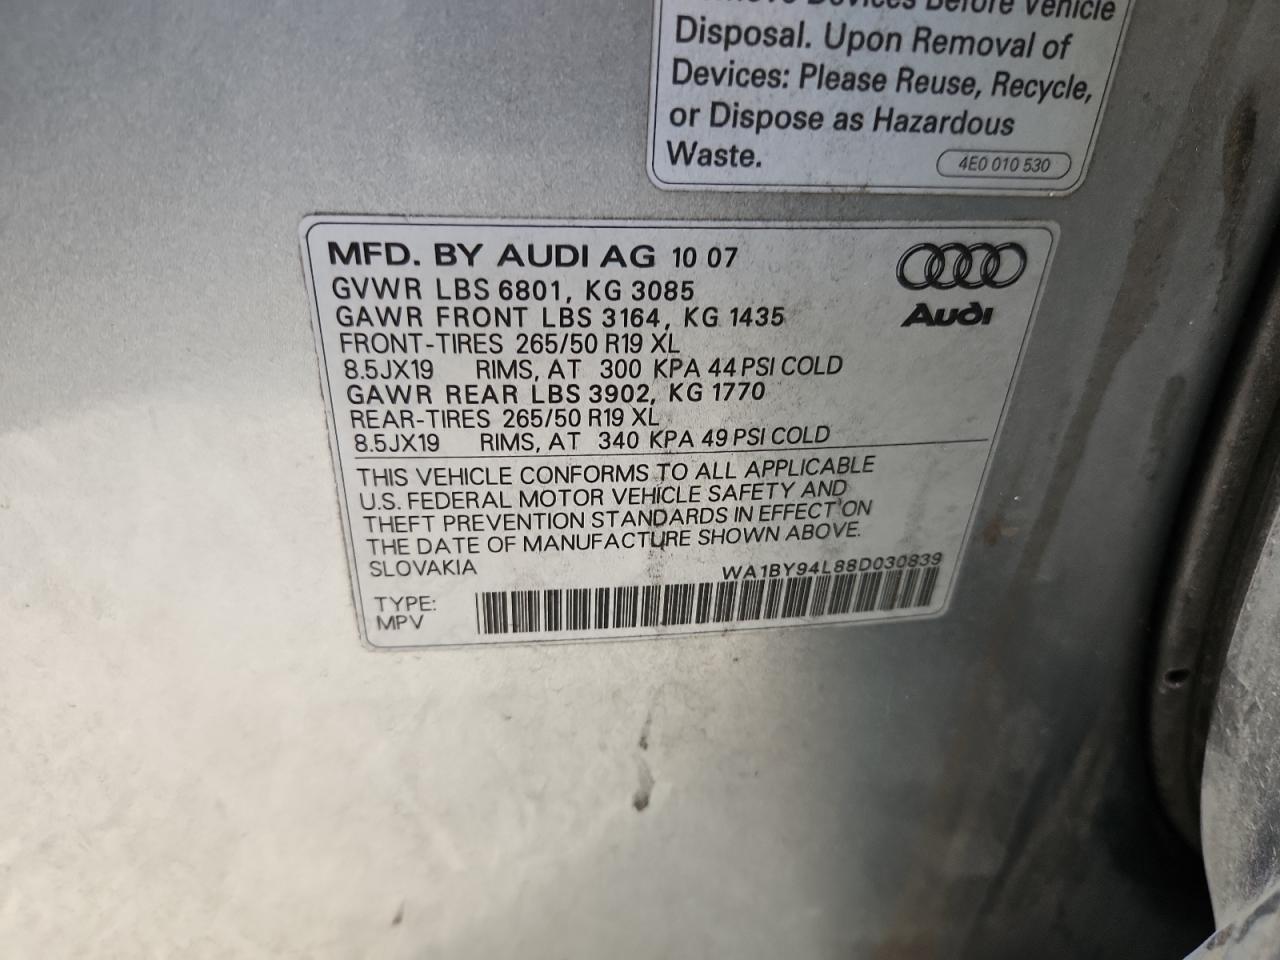 Remove Devices Before Vehicle
Disposal. Upon Removal of
Devices: Please Reuse, Recycle,
or Dispose as Hazardous
Waste.
4E0 010 530
MFD. BY AUDI AG 10 07
GVWR LBS 6801, KG 3085
GAWR FRONT LBS 3164, KG 1435
FRONT-TIRES 265/50 R19 XL
8.5JX19 RIMS, AT 300 KPA 44 PSI COLD
GAWR REAR LBS 3902, KG 1770
REAR-TIRES 265/50 R19 XL
8.5JX19 RIMS, AT 340 KPA 49 PSI COLD
Audi
THIS VEHICLE CONFORMS TO ALL APPLICABLE
U.S. FEDERAL MOTOR VEHICLE SAFETY AND
THEFT PREVENTION STANDARDS IN EFFECT ON
THE DATE OF MANUFACTURE SHOWN ABOVE.
SLOVAKIA
WA1BY94L88D030839
TYPE:
MPV